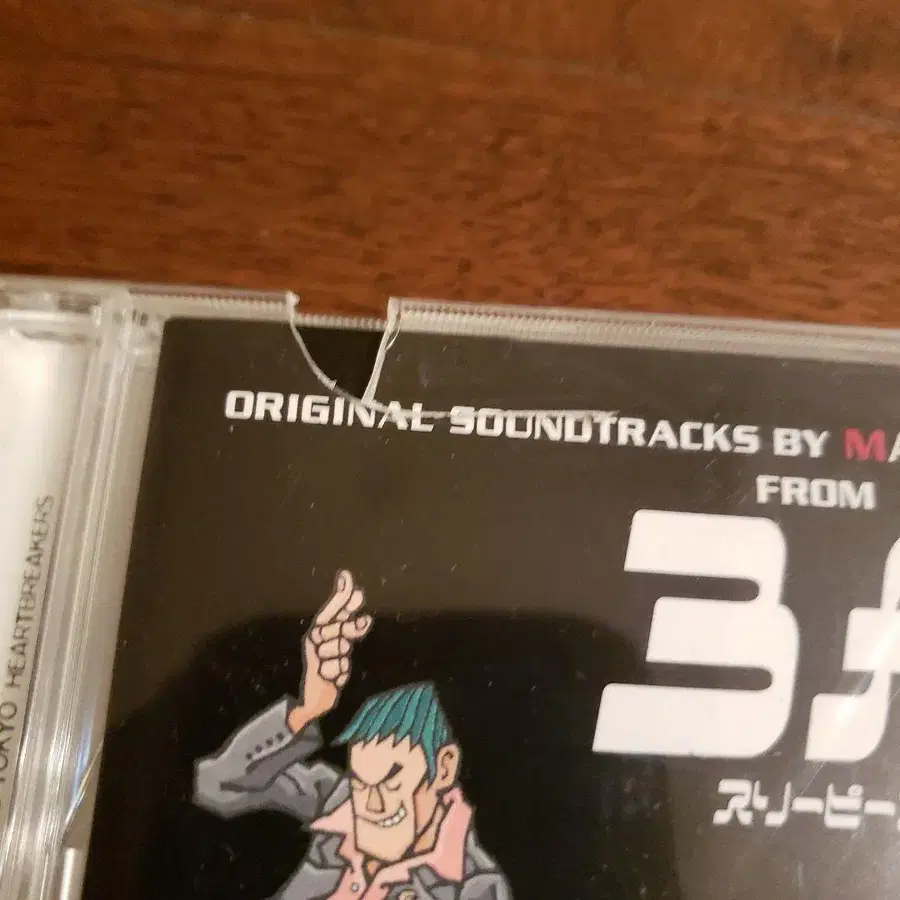 ORIGINAL SOUNDTRACKS BY MA
FROM
3
スリーピー
TOKYO HEARTBREAKERS